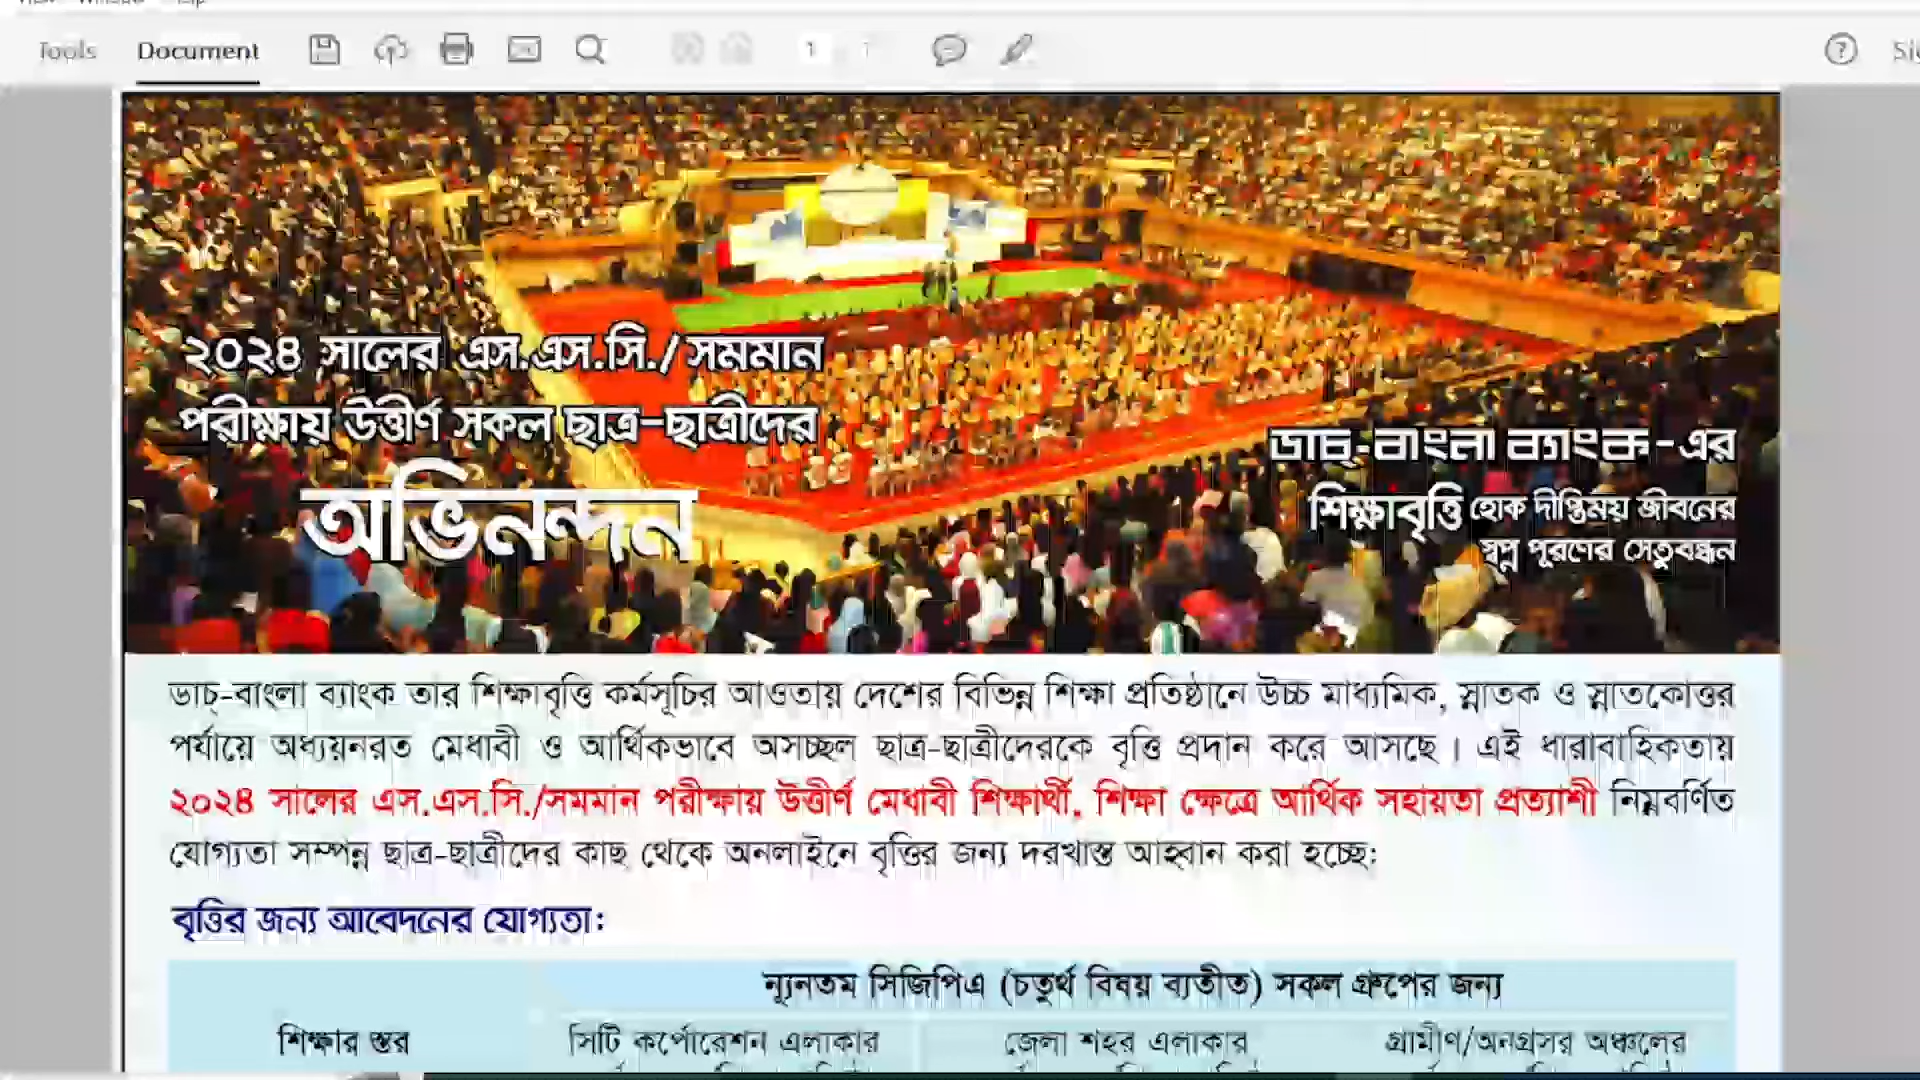 Tools Document 1
২০২৪ সালের এস.এস.সি./সমমান
পরীক্ষায় উত্তীর্ণ সকল ছাত্র-ছাত্রীদের
অভিনন্দন
ডাচ্-বাংলা ব্যাংক-এর
শিক্ষাবৃত্তি হোক দীপ্তিময় জীবনের
স্বপ্ন পূরণের সেতুবন্ধন
ডাচ্-বাংলা ব্যাংক তার শিক্ষাবৃত্তি কর্মসূচির আওতায় দেশের বিভিন্ন শিক্ষা প্রতিষ্ঠানে উচ্চ মাধ্যমিক, স্নাতক ও স্নাতকোত্তর
পর্যায়ে অধ্যয়নরত মেধাবী ও আর্থিকভাবে অসচ্ছল ছাত্র-ছাত্রীদেরকে বৃত্তি প্রদান করে আসছে। এই ধারাবাহিকতায়
২০২৪ সালের এস.এস.সি./সমমান পরীক্ষায় উত্তীর্ণ মেধাবী শিক্ষার্থী, শিক্ষা ক্ষেত্রে আর্থিক সহায়তা প্রত্যাশী নিম্নবর্ণিত
যোগ্যতা সম্পন্ন ছাত্র-ছাত্রীদের কাছ থেকে অনলাইনে বৃত্তির জন্য দরখাস্ত আহ্বান করা হচ্ছে:
বৃত্তির জন্য আবেদনের যোগ্যতা:
ন্যূনতম সিজিপিএ (চতুর্থ বিষয় ব্যতীত) সকল গ্রুপের জন্য
শিক্ষার স্তর সিটি কর্পোরেশন এলাকার জেলা শহর এলাকার গ্রামীণ/অনগ্রসর অঞ্চলের